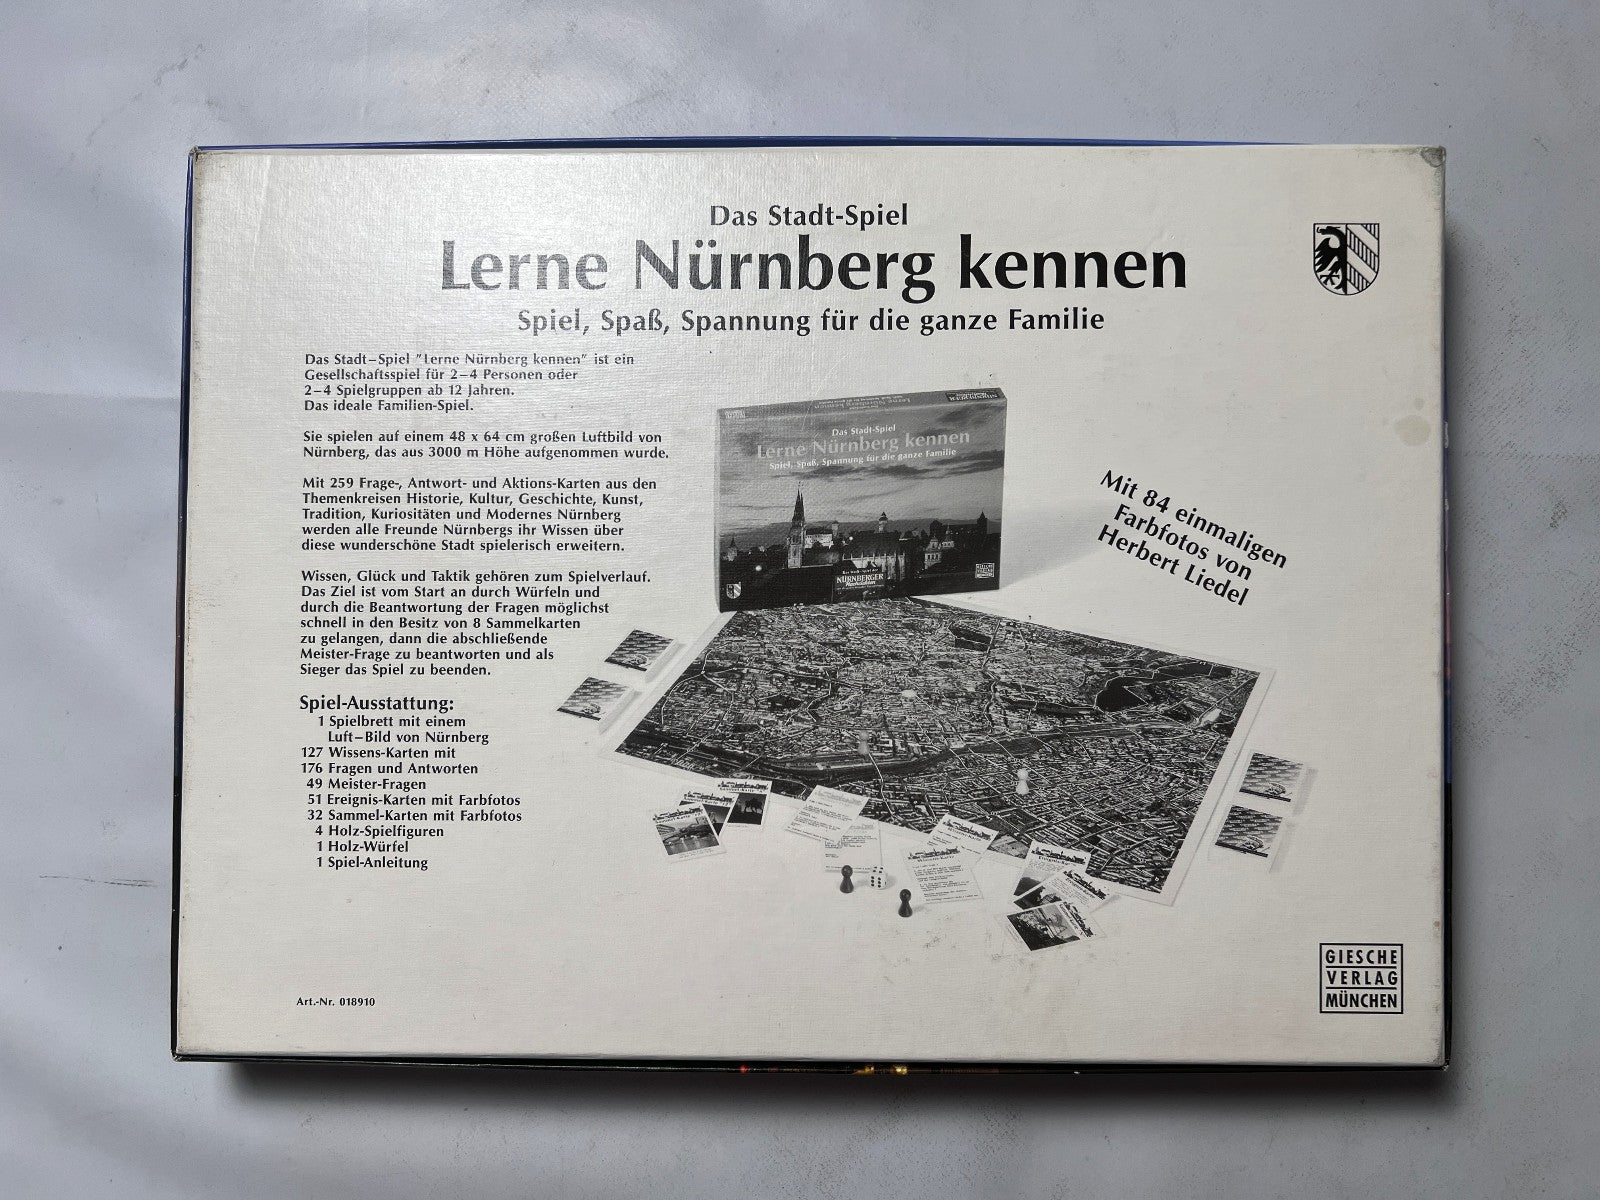 Das Stadt-Spiel
Lerne Nürnberg kennen
Spiel, Spaß, Spannung für die ganze Familie
Das Stadt–Spiel "Lerne Nürnberg kennen" ist ein
Gesellschaftsspiel für 2–4 Personen oder
2–4 Spielgruppen ab 12 Jahren.
Das ideale Familien-Spiel.
Sie spielen auf einem 48 x 64 cm großen Luftbild von
Nürnberg, das aus 3000 m Höhe aufgenommen wurde.
Mit 259 Frage-, Antwort- und Aktions-Karten aus den
Themenkreisen Historie, Kultur, Geschichte, Kunst,
Tradition, Kuriositäten und Modernes Nürnberg
werden alle Freunde Nürnbergs ihr Wissen über
diese wunderschöne Stadt spielerisch erweitern.
Wissen, Glück und Taktik gehören zum Spielverlauf.
Das Ziel ist vom Start an durch Würfeln und
durch die Beantwortung der Fragen möglichst
schnell in den Besitz von 8 Sammelkarten
zu gelangen, dann die abschließende
Meister-Frage zu beantworten und als
Sieger das Spiel zu beenden.
Spiel-Ausstattung:
1 Spielbrett mit einem
Luft–Bild von Nürnberg
127 Wissens-Karten mit
176 Fragen und Antworten
49 Meister-Fragen
51 Ereignis-Karten mit Farbfotos
32 Sammel-Karten mit Farbfotos
4 Holz-Spielfiguren
1 Holz-Würfel
1 Spiel-Anleitung
Art.-Nr. 018910
Das Stadt-Spiel
Lerne Nürnberg kennen
Spiel, Spaß, Spannung für die ganze Familie
NÜRNBERGER
Nachrichten
Mit 84 einmaligen
Farbfotos von
Herbert Liedel
GIESCHE
VERLAG
MÜNCHEN